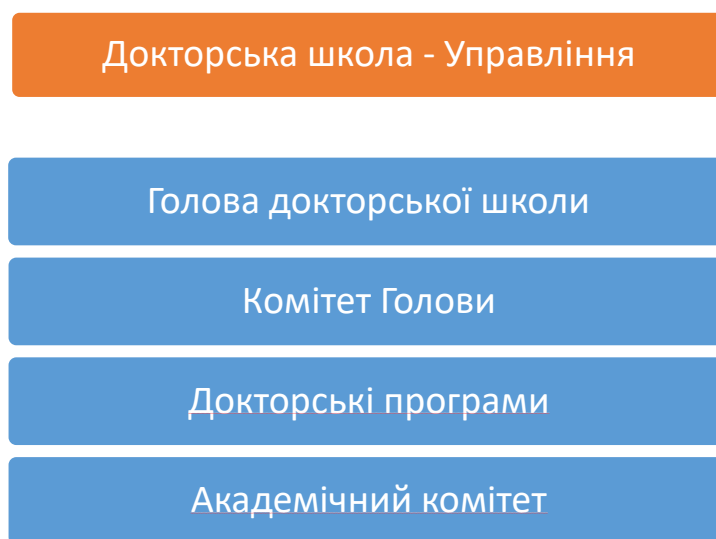 Докторська школа - Управління
Голова докторської школи
Комітет Голови
Докторські програми
Академічний комітет